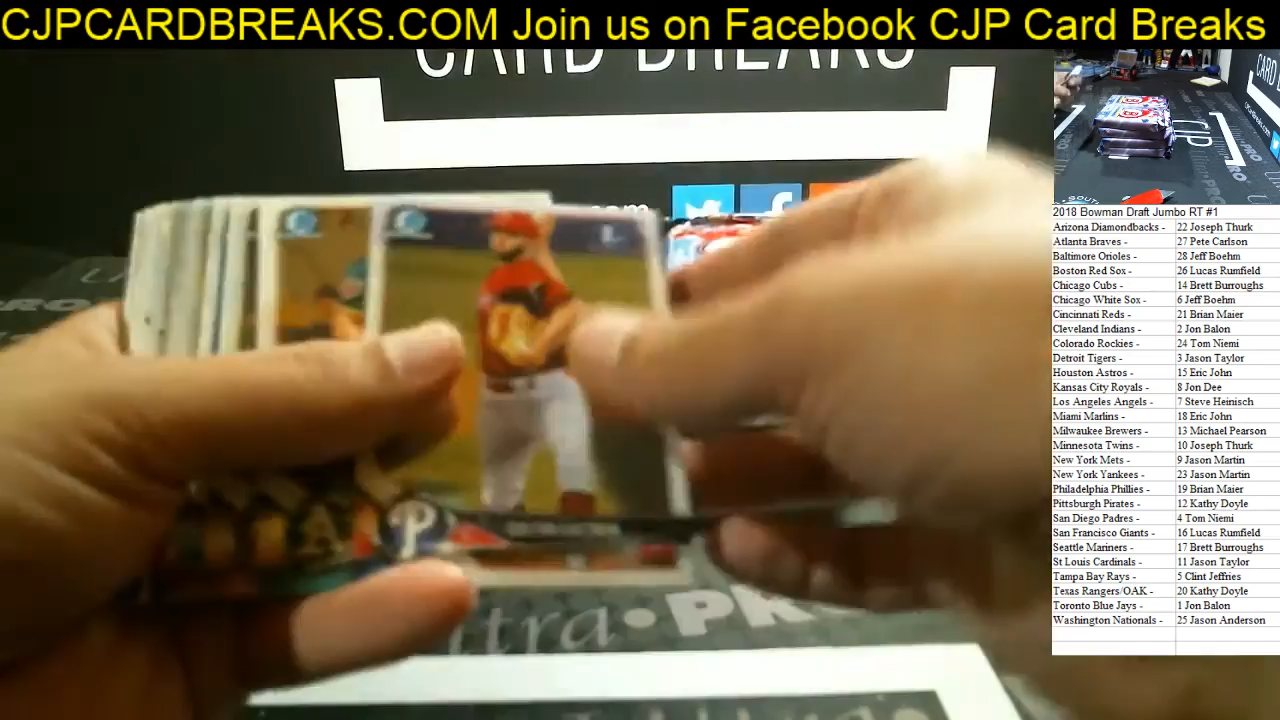 CJPCARDBREAKS.COM Join us on Facebook CJP Card Breaks
CARD BREAKS
2018 Bowman Draft Jumbo RT #1
Arizona Diamondbacks - 22 Joseph Thurk
Atlanta Braves - 27 Pete Carlson
Baltimore Orioles - 28 Jeff Boehm
Boston Red Sox - 26 Lucas Rumfield
Chicago Cubs - 14 Brett Burroughs
Chicago White Sox - 6 Jeff Boehm
Cincinnati Reds - 21 Brian Maier
Cleveland Indians - 2 Jon Balon
Colorado Rockies - 24 Tom Niemi
Detroit Tigers - 3 Jason Taylor
Houston Astros - 15 Eric John
Kansas City Royals - 8 Jon Dee
Los Angeles Angels - 7 Steve Heinisch
Miami Marlins - 18 Eric John
Milwaukee Brewers - 13 Michael Pearson
Minnesota Twins - 10 Joseph Thurk
New York Mets - 9 Jason Martin
New York Yankees - 23 Jason Martin
Philadelphia Phillies - 19 Brian Maier
Pittsburgh Pirates - 12 Kathy Doyle
San Diego Padres - 4 Tom Niemi
San Francisco Giants - 16 Lucas Rumfield
Seattle Mariners - 17 Brett Burroughs
St Louis Cardinals - 11 Jason Taylor
Tampa Bay Rays - 5 Clint Jeffries
Texas Rangers/OAK - 20 Kathy Doyle
Toronto Blue Jays - 1 Jon Balon
Washington Nationals - 25 Jason Anderson